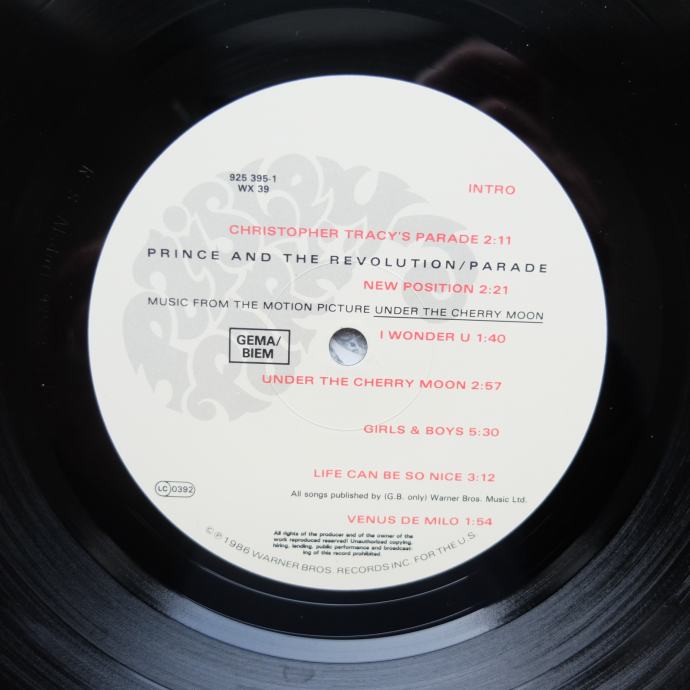 925 395-1
WX 39
INTRO
CHRISTOPHER TRACY'S PARADE 2:11
PRINCE AND THE REVOLUTION/PARADE
NEW POSITION 2:21
MUSIC FROM THE MOTION PICTURE UNDER THE CHERRY MOON
I WONDER U 1:40
GEMA/
BIEM
UNDER THE CHERRY MOON 2:57
GIRLS & BOYS 5:30
LIFE CAN BE SO NICE 3:12
LC 0392
All songs published by (G.B. only) Warner Bros. Music Ltd.
VENUS DE MILO 1:54
All rights of the producer and of the owner of the
work reproduced reserved! Unauthorized copying,
hiring, lending, public performance and broadcast-
ing of this record prohibited.
© ℗ 1986 WARNER BROS. RECORDS INC. FOR THE U.S.
PAISLEY
PARK